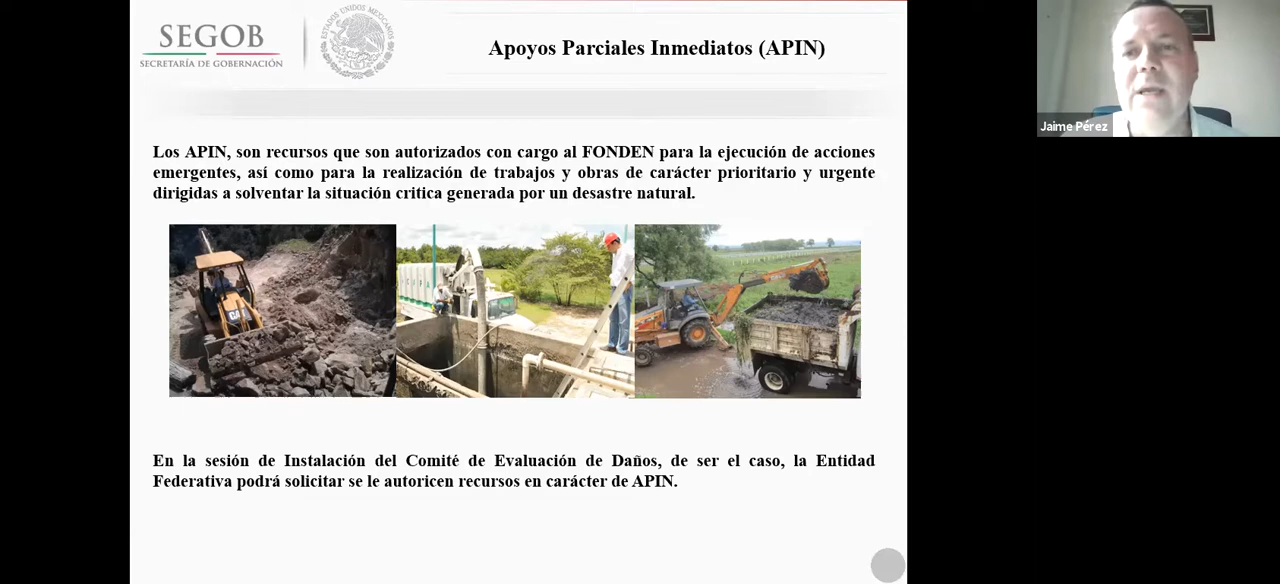 SEGOB
SECRETARÍA DE GOBERNACIÓN
ESTADOS UNIDOS MEXICANOS
Apoyos Parciales Inmediatos (APIN)
Jaime Pérez
Los APIN, son recursos que son autorizados con cargo al FONDEN para la ejecución de acciones
emergentes, así como para la realización de trabajos y obras de carácter prioritario y urgente
dirigidas a solventar la situación critica generada por un desastre natural.
CAT
En la sesión de Instalación del Comité de Evaluación de Daños, de ser el caso, la Entidad
Federativa podrá solicitar se le autoricen recursos en carácter de APIN.